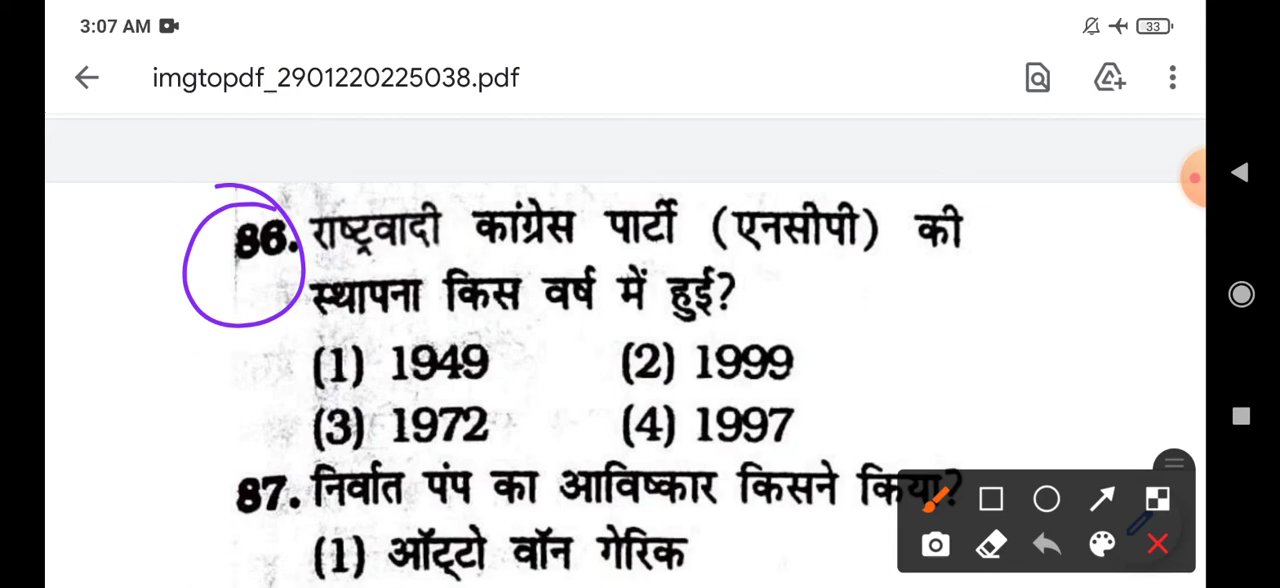 3:07 AM
33
imgtopdf_2901220225038.pdf
86. राष्ट्रवादी कांग्रेस पार्टी (एनसीपी) की
स्थापना किस वर्ष में हुई?
(1) 1949 (2) 1999
(3) 1972 (4) 1997
87. निर्वात पंप का आविष्कार किसने किया?
(1) ऑट्टो वॉन गेरिक